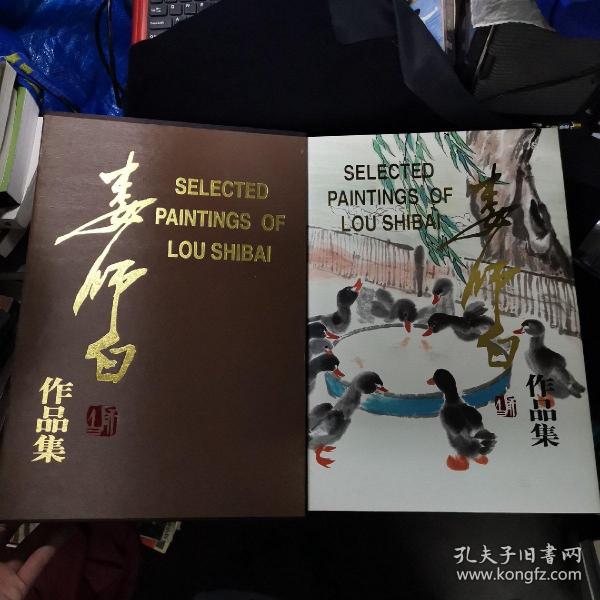 SELECTED
PAINTINGS OF
LOU SHIBAI
娄师白
作品集
SELECTED
PAINTINGS OF
LOU SHIBAI
娄师白
作品集
孔夫子旧书网
www.kongfz.com